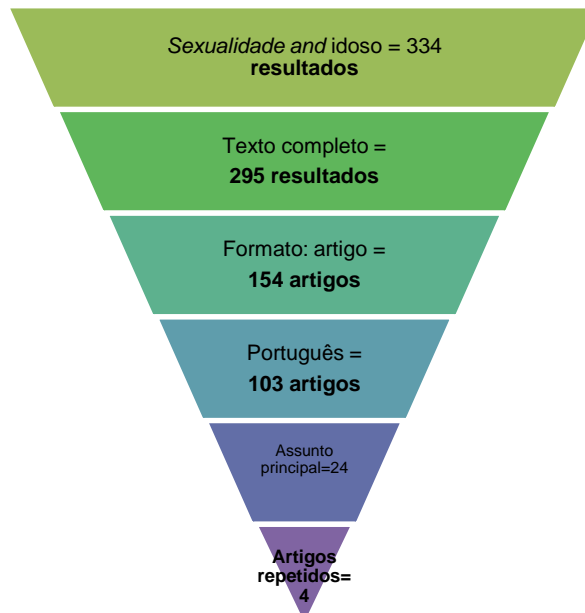 Sexualidade and idoso = 334
resultados
Texto completo =
295 resultados
Formato: artigo =
154 artigos
Português =
103 artigos
Assunto
principal=24
Artigos
repetidos=
4